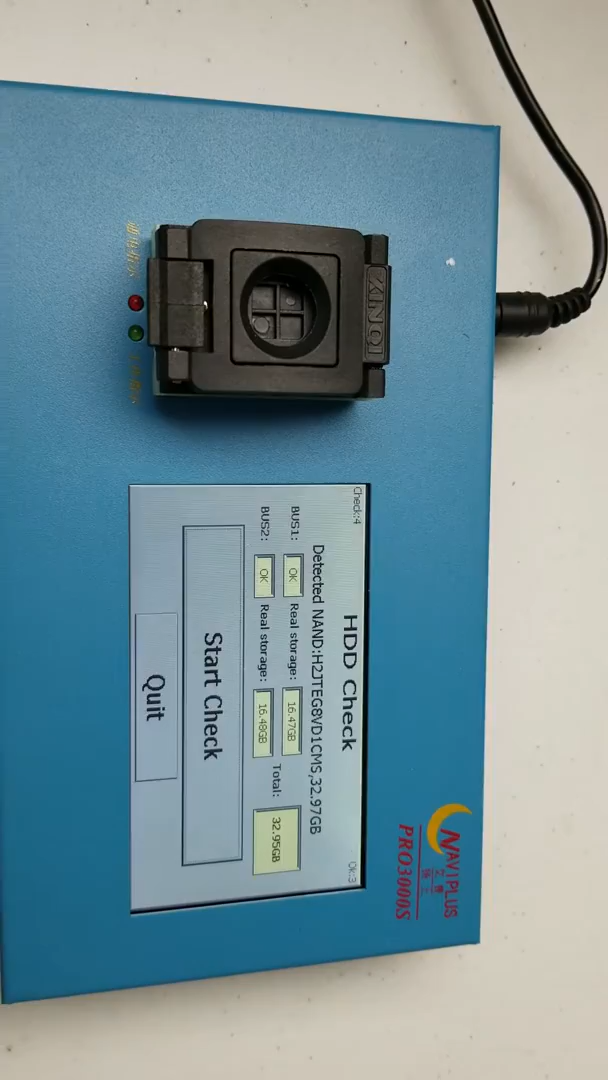 Check:4
HDD Check
Ok:3
Detected NAND:H2JTEG8VD1CMS,32.97GB
BUS1: OK Real storage: 16.47GB
Total: 32.95GB
BUS2: OK Real storage: 16.48GB
Start Check
Quit
NAVIPLUS
PRO3000S
XINQI